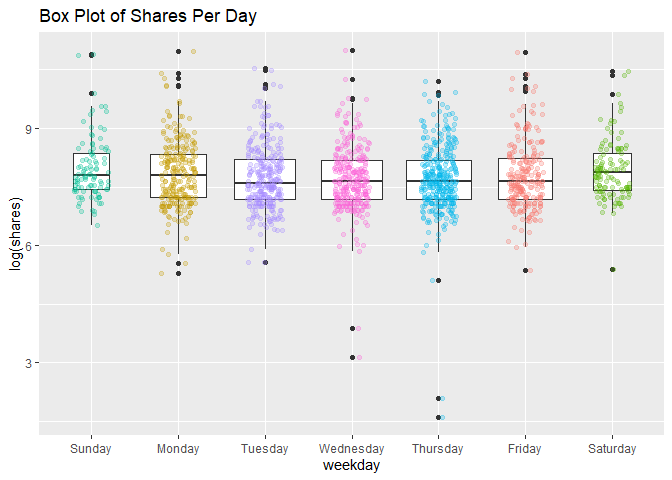 Box Plot of Shares Per Day
log(shares)
9
6
3
Sunday Monday Tuesday Wednesday Thursday Friday Saturday
weekday